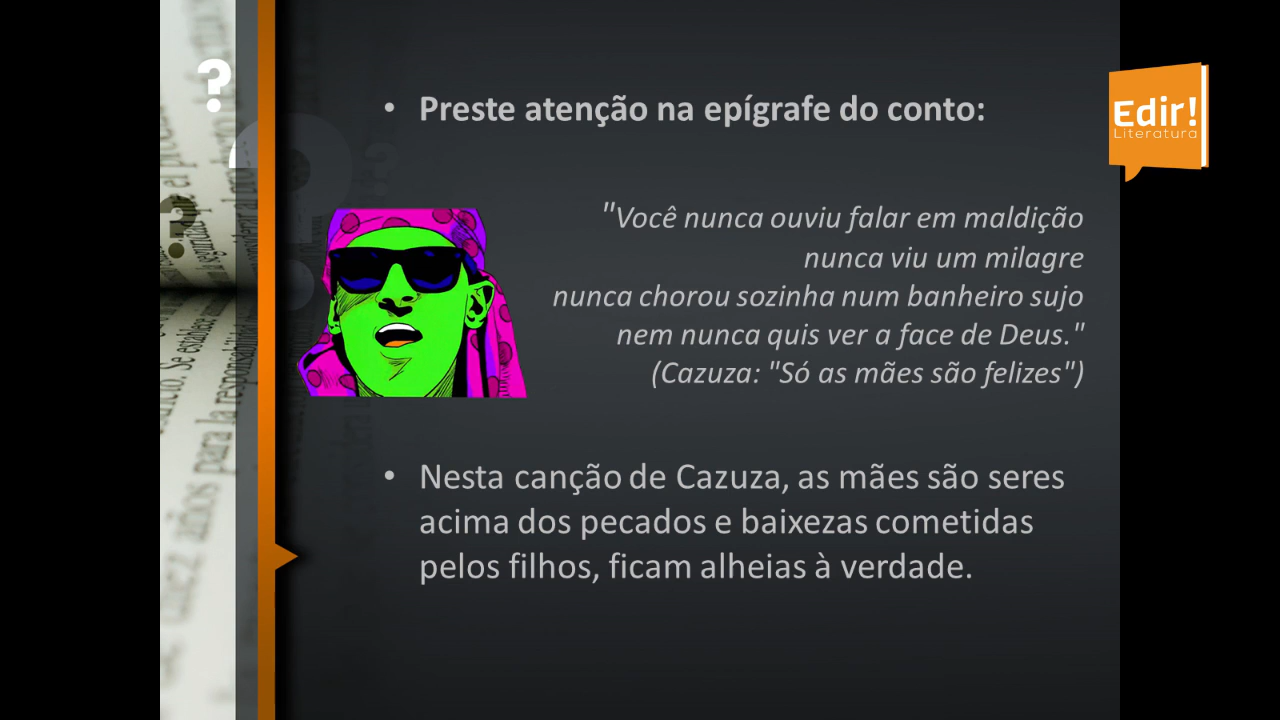 ?
• Preste atenção na epígrafe do conto:
Edir!
Literatura
"Você nunca ouviu falar em maldição
nunca viu um milagre
nunca chorou sozinha num banheiro sujo
nem nunca quis ver a face de Deus."
(Cazuza: "Só as mães são felizes")
• Nesta canção de Cazuza, as mães são seres
acima dos pecados e baixezas cometidas
pelos filhos, ficam alheias à verdade.